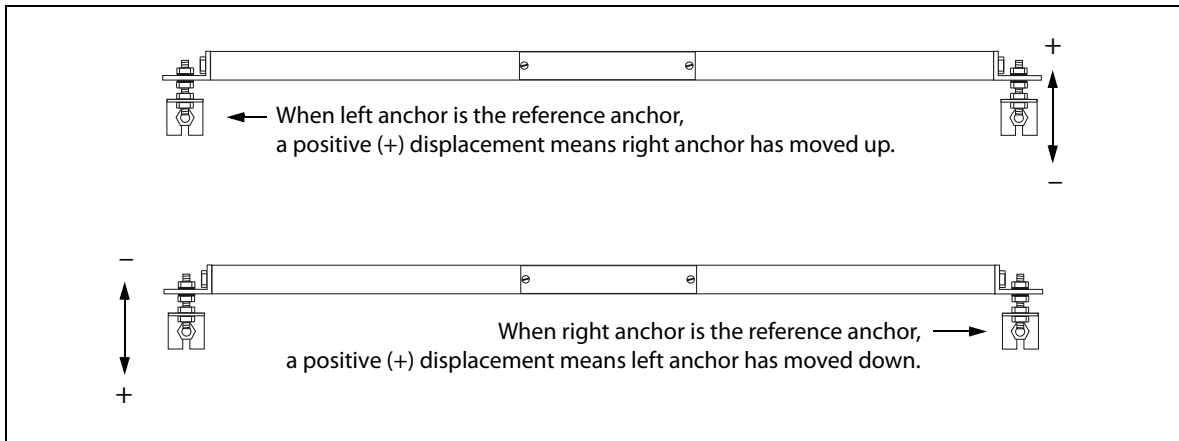 +
When left anchor is the reference anchor,
a positive (+) displacement means right anchor has moved up.
–
–
When right anchor is the reference anchor,
a positive (+) displacement means left anchor has moved down.
+